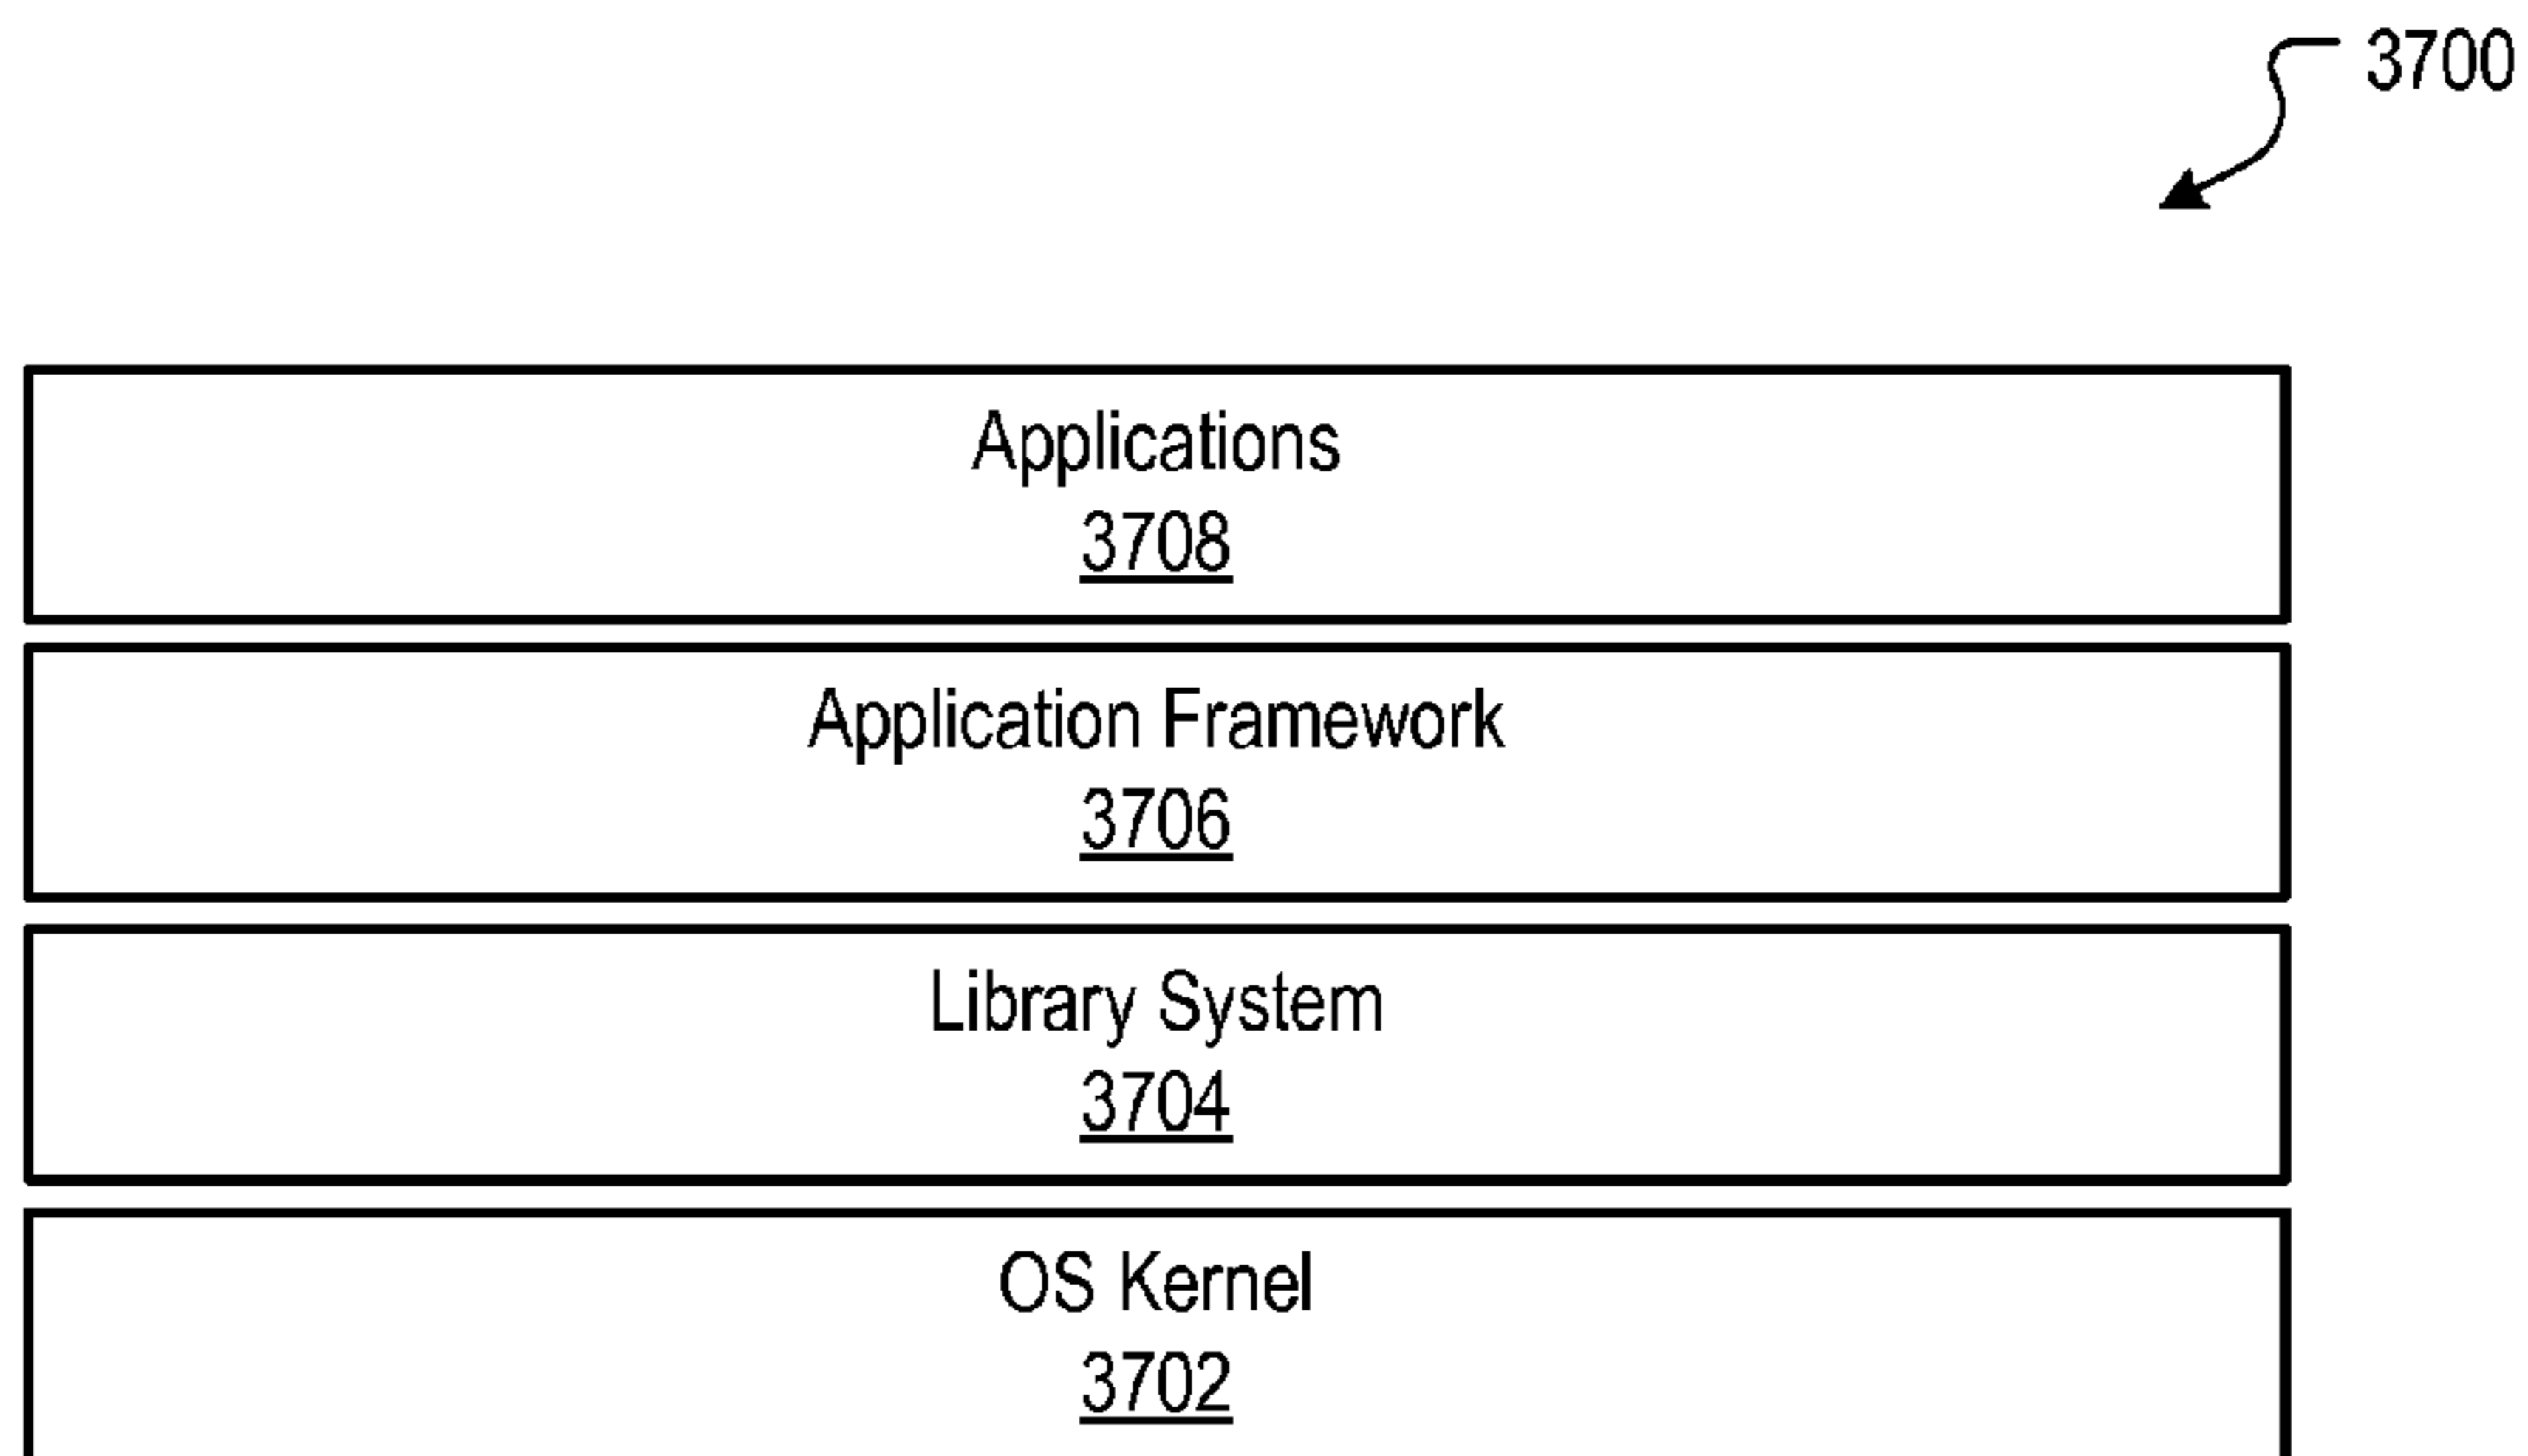 3700
Applications
3708
Application Framework
3706
Library System
3704
OS Kernel
3702